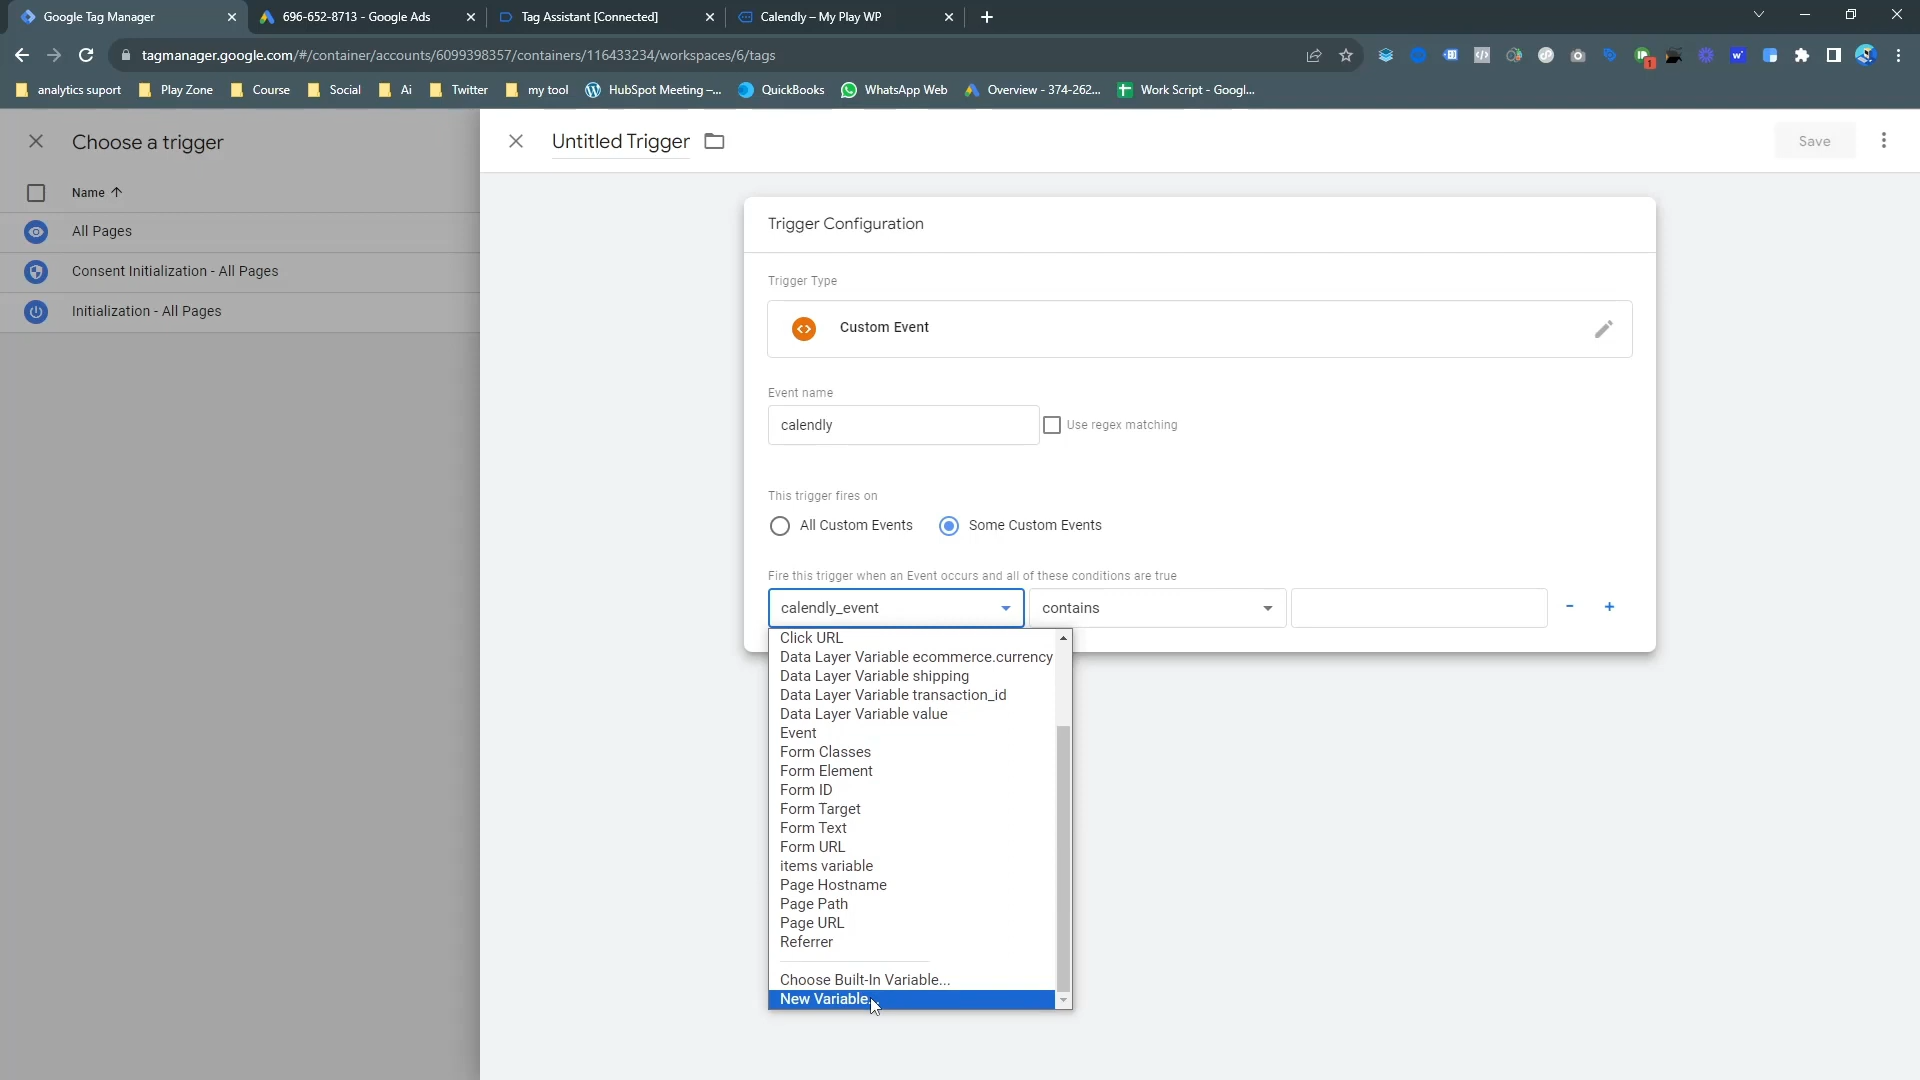 Google Tag Manager
696-652-8713 - Google Ads
Tag Assistant [Connected]
Calendly – My Play WP
tagmanager.google.com/#/container/accounts/6099398357/containers/116433234/workspaces/6/tags
analytics suport
Play Zone
Course
Social
Ai
Twitter
my tool
HubSpot Meeting –...
QuickBooks
WhatsApp Web
Overview - 374-262...
Work Script - Googl...
Choose a trigger
Untitled Trigger
Save
Name
All Pages
Consent Initialization - All Pages
Initialization - All Pages
Trigger Configuration
Trigger Type
Custom Event
Event name
calendly
Use regex matching
This trigger fires on
All Custom Events
Some Custom Events
Fire this trigger when an Event occurs and all of these conditions are true
calendly_event
contains
- +
Click URL
Data Layer Variable ecommerce.currency
Data Layer Variable shipping
Data Layer Variable transaction_id
Data Layer Variable value
Event
Form Classes
Form Element
Form ID
Form Target
Form Text
Form URL
items variable
Page Hostname
Page Path
Page URL
Referrer
Choose Built-In Variable...
New Variable...